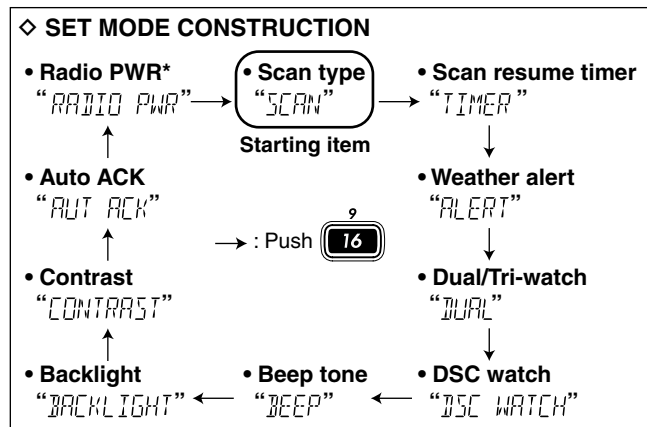 ◇ SET MODE CONSTRUCTION
• Radio PWR* • Scan type • Scan resume timer
“RADIO PWR” “SCAN” “TIMER”
Starting item
• Auto ACK • Weather alert
“AUT ACK” “ALERT”
9
: Push 16
• Contrast • Dual/Tri-watch
“CONTRAST” “DUAL”
• Backlight • Beep tone • DSC watch
“BACKLIGHT” “BEEP” “DSC WATCH”